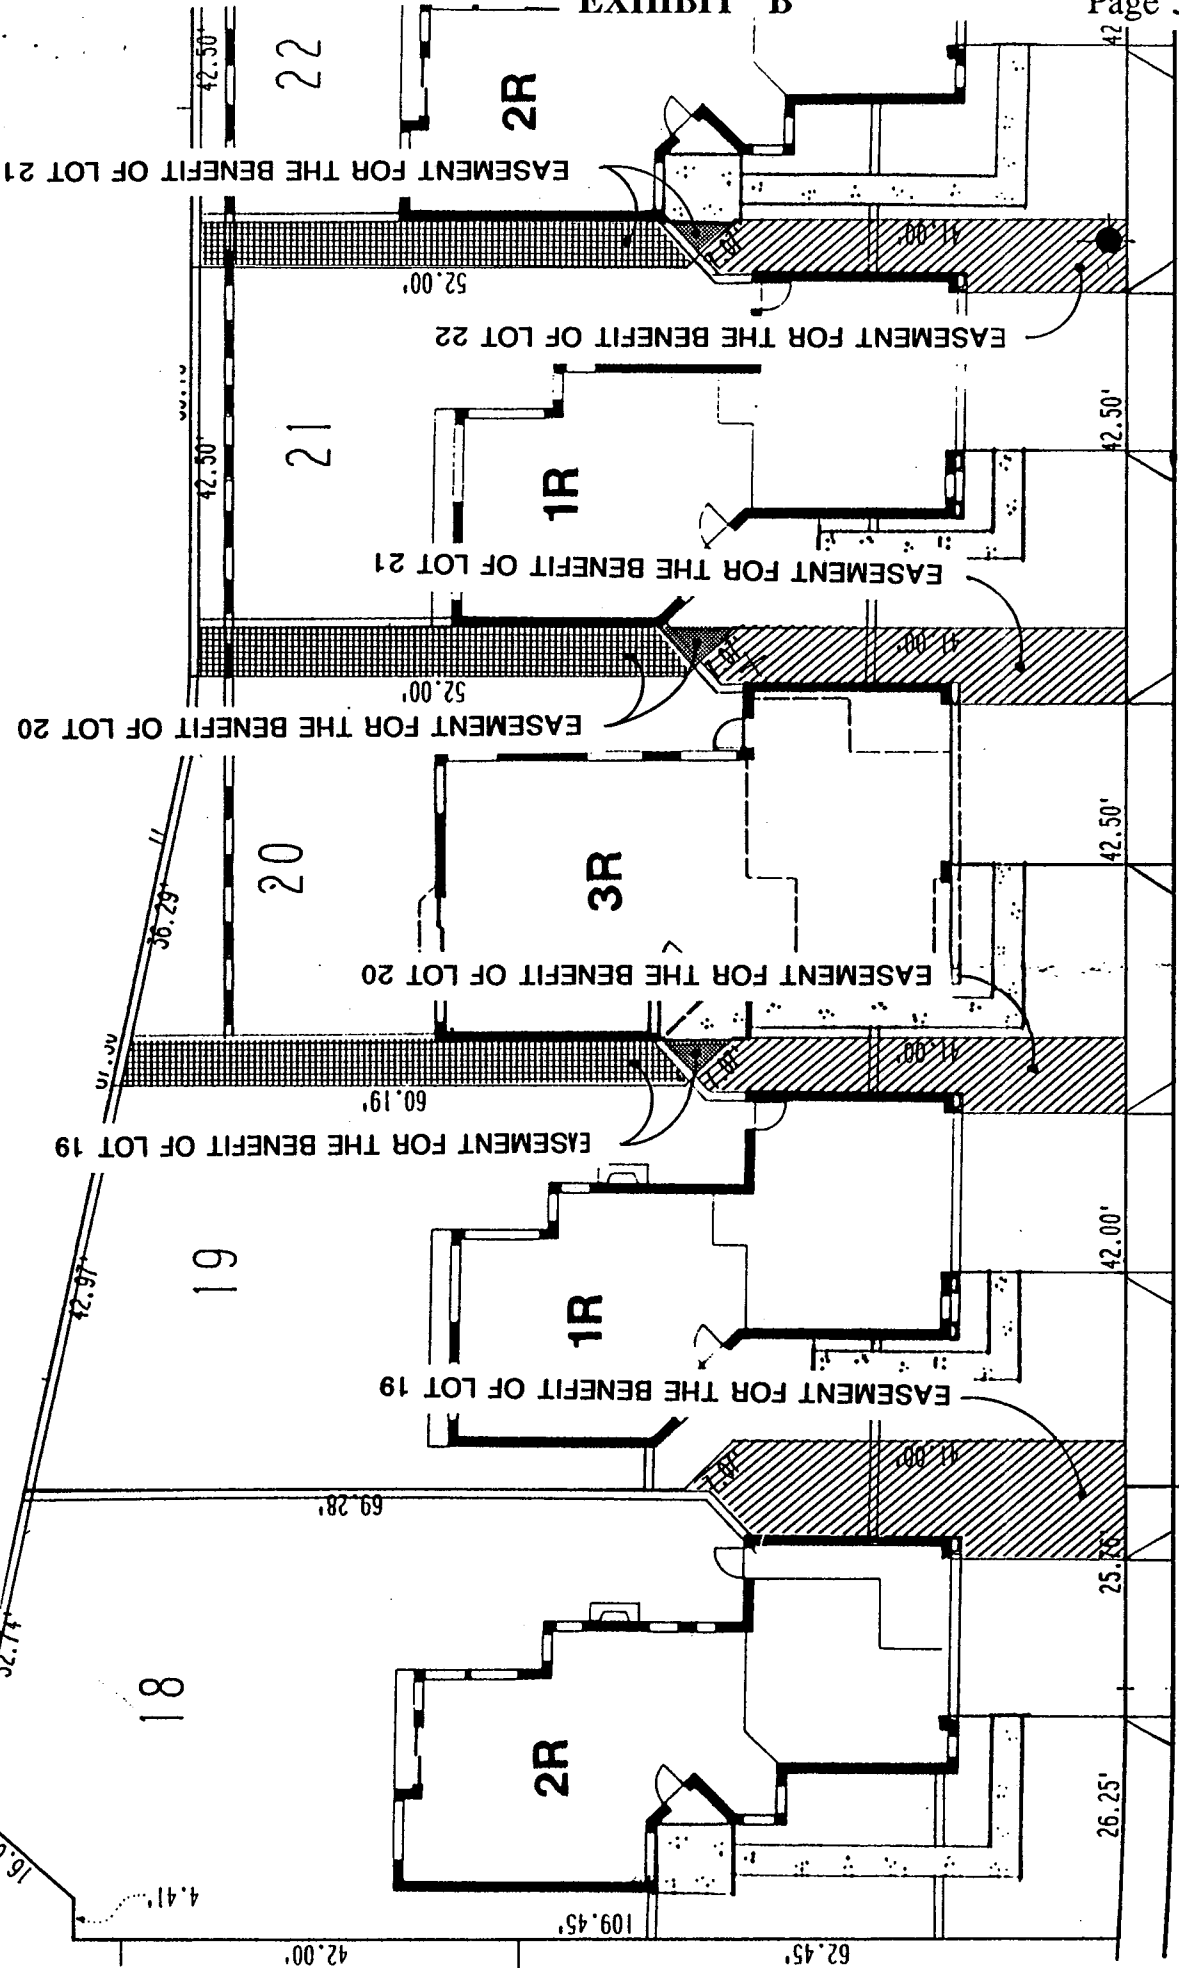 EXHIBIT "B"
Page
42.50'
22
2R
42
EASEMENT FOR THE BENEFIT OF LOT 21
41.00'
52.00'
EASEMENT FOR THE BENEFIT OF LOT 22
21
42.50'
1R
42.50'
EASEMENT FOR THE BENEFIT OF LOT 21
41.00'
52.00'
EASEMENT FOR THE BENEFIT OF LOT 20
20
36.29'
3R
42.50'
EASEMENT FOR THE BENEFIT OF LOT 20
41.00'
60.19'
EASEMENT FOR THE BENEFIT OF LOT 19
19
42.97'
1R
42.00'
EASEMENT FOR THE BENEFIT OF LOT 19
41.00'
69.28'
25.76'
18
2R
26.25'
4.41'
109.45'
42.00'
62.45'